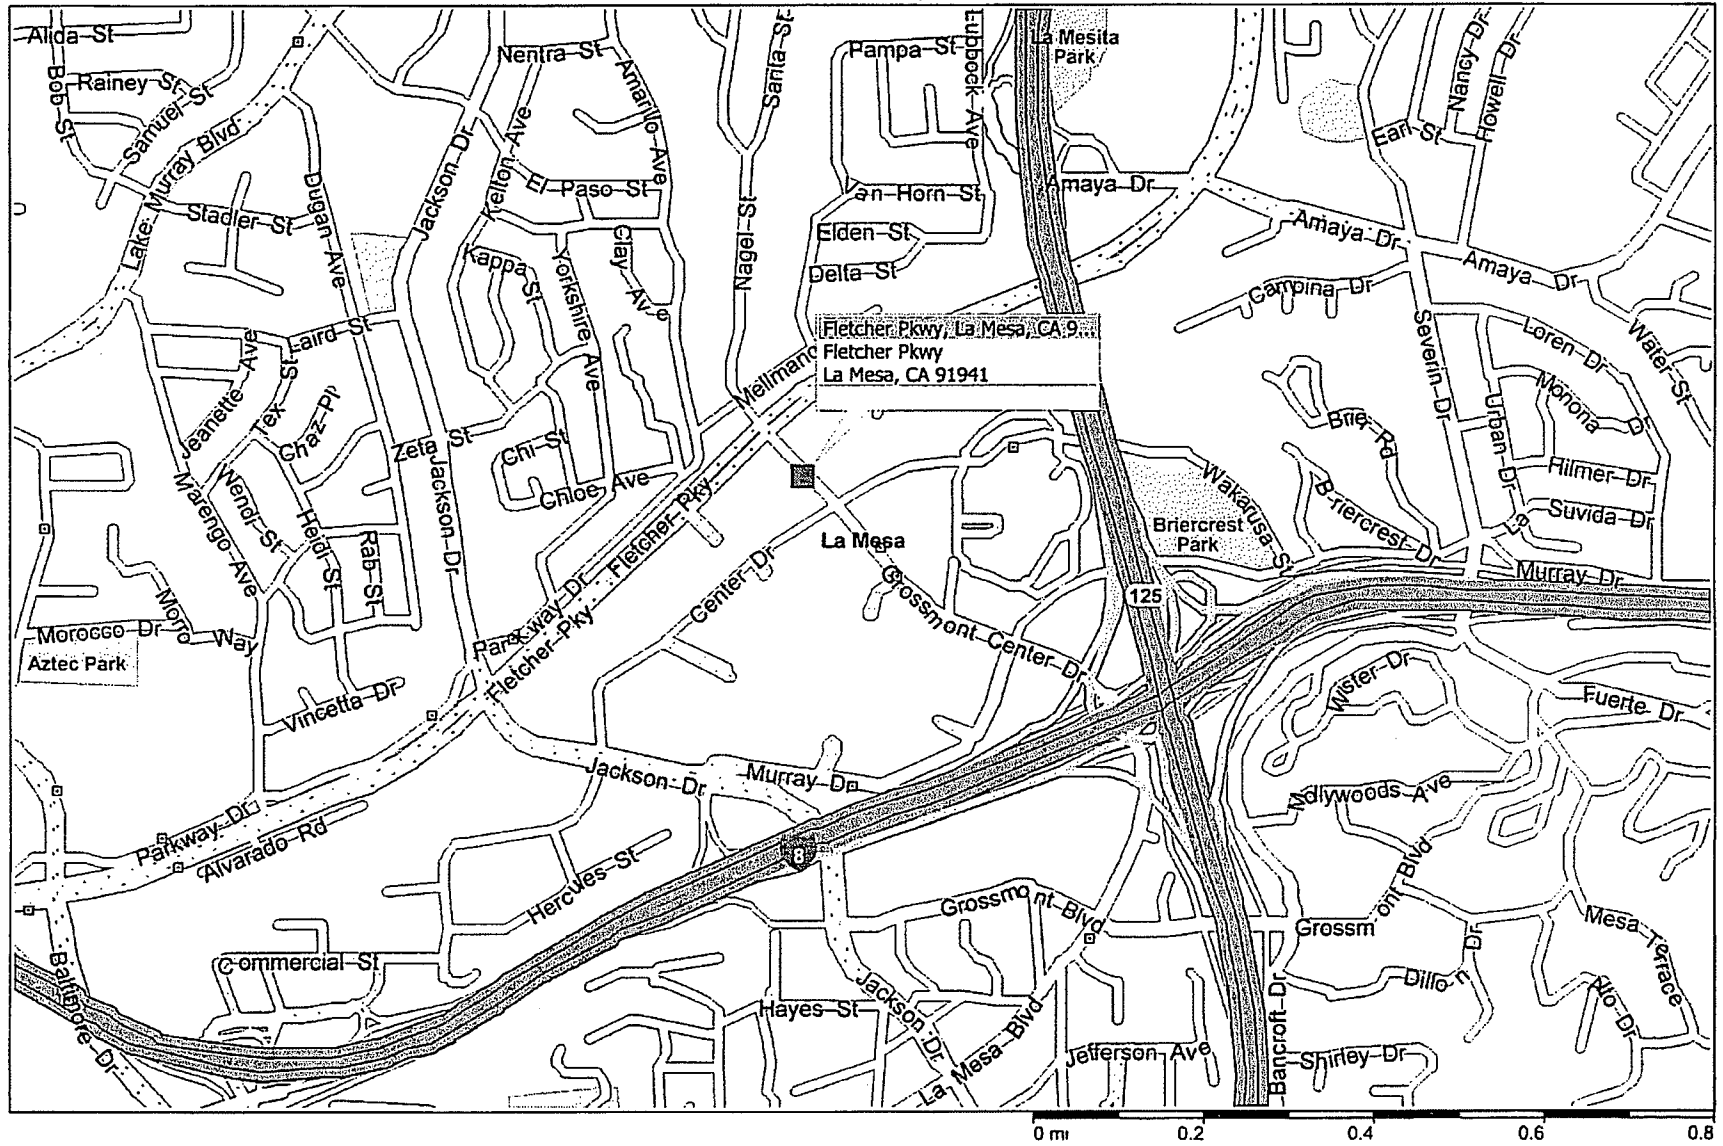 Alida St
Bob St
Rainey St
Samuel St
Lake Murray Blvd
Stadler St
Dugan Ave
Jackson Dr
Kelton Ave
Nentra St
Amarillo Ave
El Paso St
Kappa St
Yorkshire Ave
Clay Ave
Santa St
Nagel St
Pampa St
Lubbock Ave
La Mesita
Park
Van Horn St
Elden St
Delta St
Amaya Dr
Amaya Dr
Amaya Dr
Earl St
Nancy Dr
Howell Dr
Campina Dr
Severin Dr
Loren Dr
Water St
Monona Dr
Urban Dr
Hilmer Dr
Suvida Dr
Brie Rd
Briercrest Dr
Wakarusa St
Briercrest
Park
Murray Dr
Fletcher Pkwy, La Mesa, CA 9...
Fletcher Pkwy
La Mesa, CA 91941
Laird St
Jeanette Ave
Tex St
Chaz Pl
Zeta St
Chi St
Chloe Ave
Jackson Dr
Wendi St
Marengo Ave
Heidi St
Rab St
Fletcher Pky
La Mesa
Center Dr
Grossmont Center Dr
125
Morro Way
Morocco Dr
Aztec Park
Parkway Dr
Fletcher Pky
Vincetta Dr
Wister Dr
Fuerte Dr
Jackson Dr
Murray Dr
Mollywoods Ave
Parkway Dr
Alvarado Rd
8
Hercules St
Grossmont Blvd
Grossmont Blvd
Mesa Terrace
Commercial St
Baltimore Dr
Hayes St
Jackson Dr
La Mesa Blvd
Dillon Dr
Alto Dr
Jefferson Ave
Bancroft Dr
Shirley Dr
0 mi
0.2
0.4
0.6
0.8